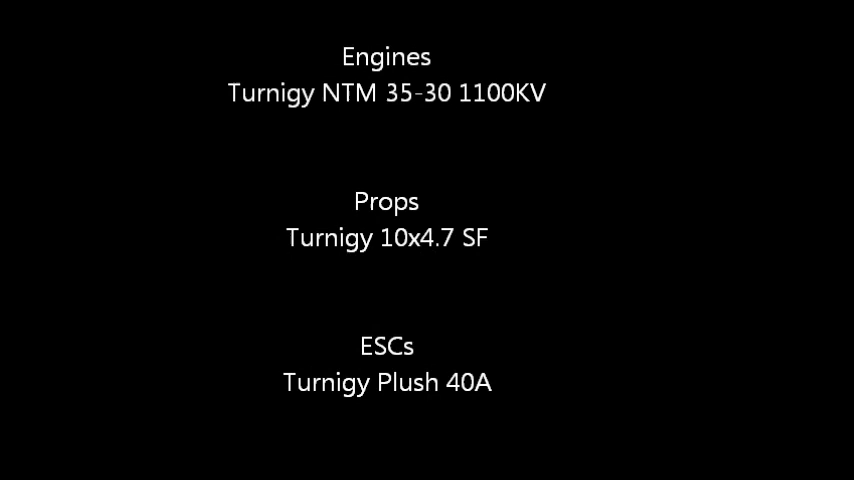 Engines
Turnigy NTM 35-30 1100KV
Props
Turnigy 10x4.7 SF
ESCs
Turnigy Plush 40A